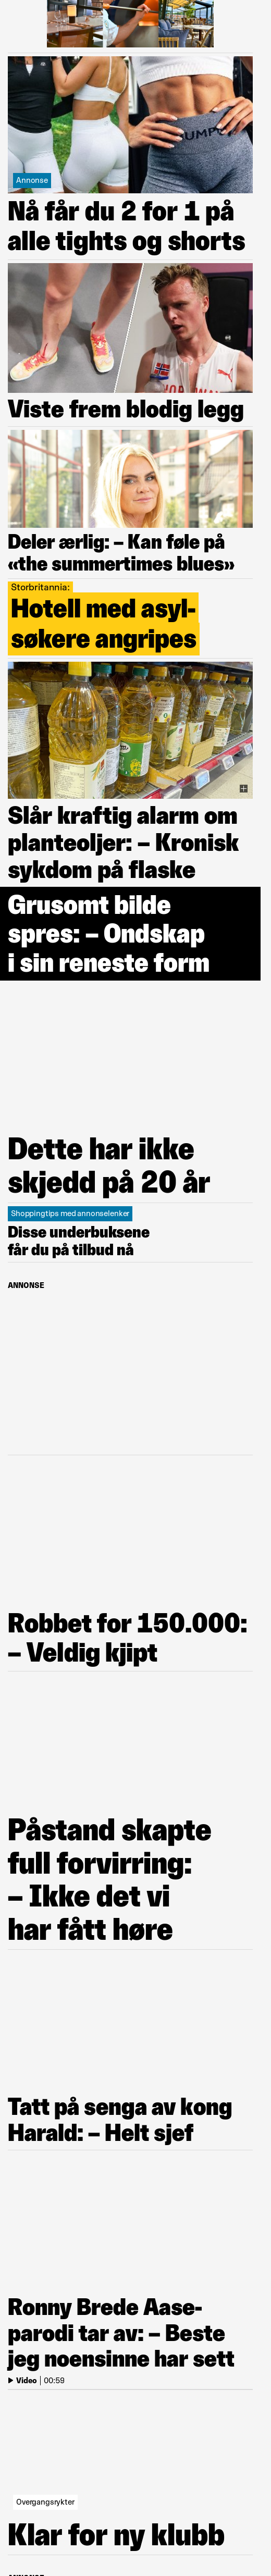 Annonse
Nå får du 2 for 1 på
alle tights og shorts
Viste frem blodig legg
Deler ærlig: – Kan føle på
«the summertimes blues»
Storbritannia:
Hotell med asyl-
søkere angripes
Slår kraftig alarm om
planteoljer: – Kronisk
sykdom på flaske
Grusomt bilde
spres: – Ondskap
i sin reneste form
Dette har ikke
skjedd på 20 år
Shoppingtips med annonselenker
Disse underbuksene
får du på tilbud nå
ANNONSE
Robbet for 150.000:
– Veldig kjipt
Påstand skapte
full forvirring:
– Ikke det vi
har fått høre
Tatt på senga av kong
Harald: – Helt sjef
Ronny Brede Aase-
parodi tar av: – Beste
jeg noensinne har sett
Video | 00:59
Overgangsrykter
Klar for ny klubb